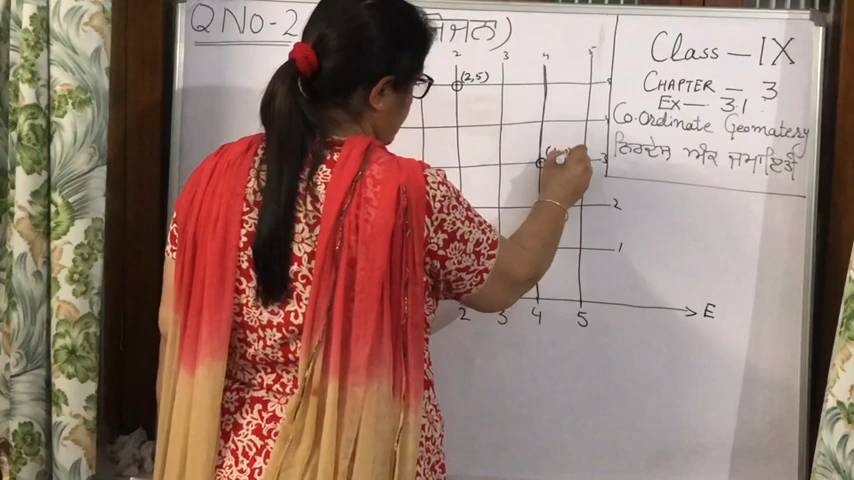 Q NO-2
2 3 4 5
(2,5)
3
2
1
2 3 4 5
E
Class — IX
CHAPTER — 3
EX — 3.1
Co-Ordinate Geomatery
ਨਿਰਦੇਸ਼ ਅੰਕ ਜਮਾਇਤੀ